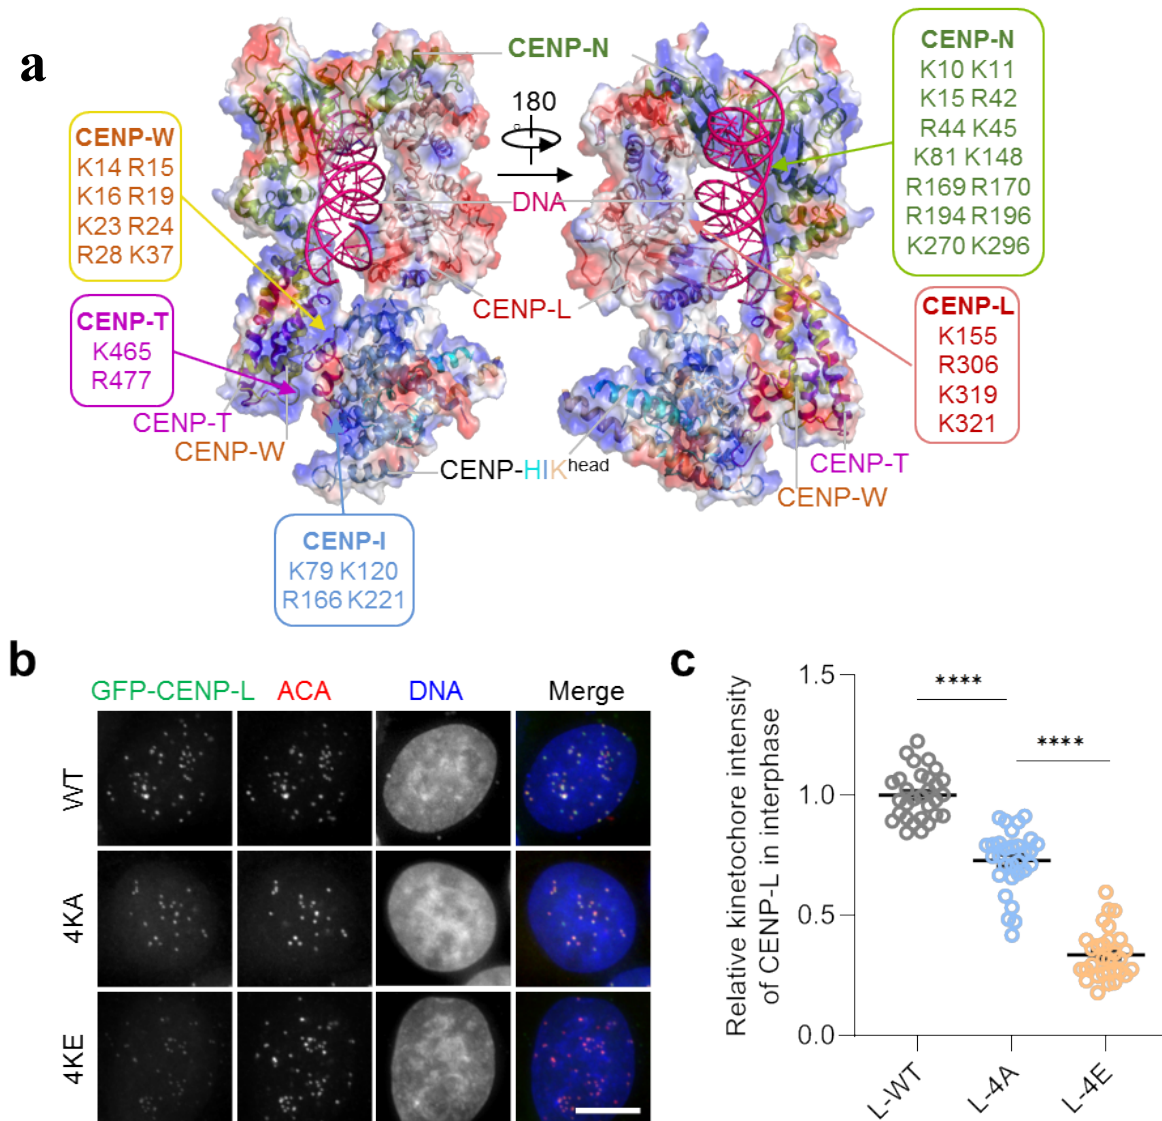 a
CENP-N
180
°
DNA
CENP-W
K14 R15
K16 R19
K23 R24
R28 K37
CENP-T
K465
R477
CENP-T
CENP-W
CENP-L
CENP-HIKhead
CENP-I
K79 K120
R166 K221
CENP-N
K10 K11
K15 R42
R44 K45
K81 K148
R169 R170
R194 R196
K270 K296
CENP-L
K155
R306
K319
K321
CENP-T
CENP-W
b
GFP-CENP-L ACA DNA Merge
WT
4KA
4KE
c
Relative kinetochore intensity
of CENP-L in interphase
1.5
1.0
0.5
0.0
****
****
L-WT
L-4A
L-4E